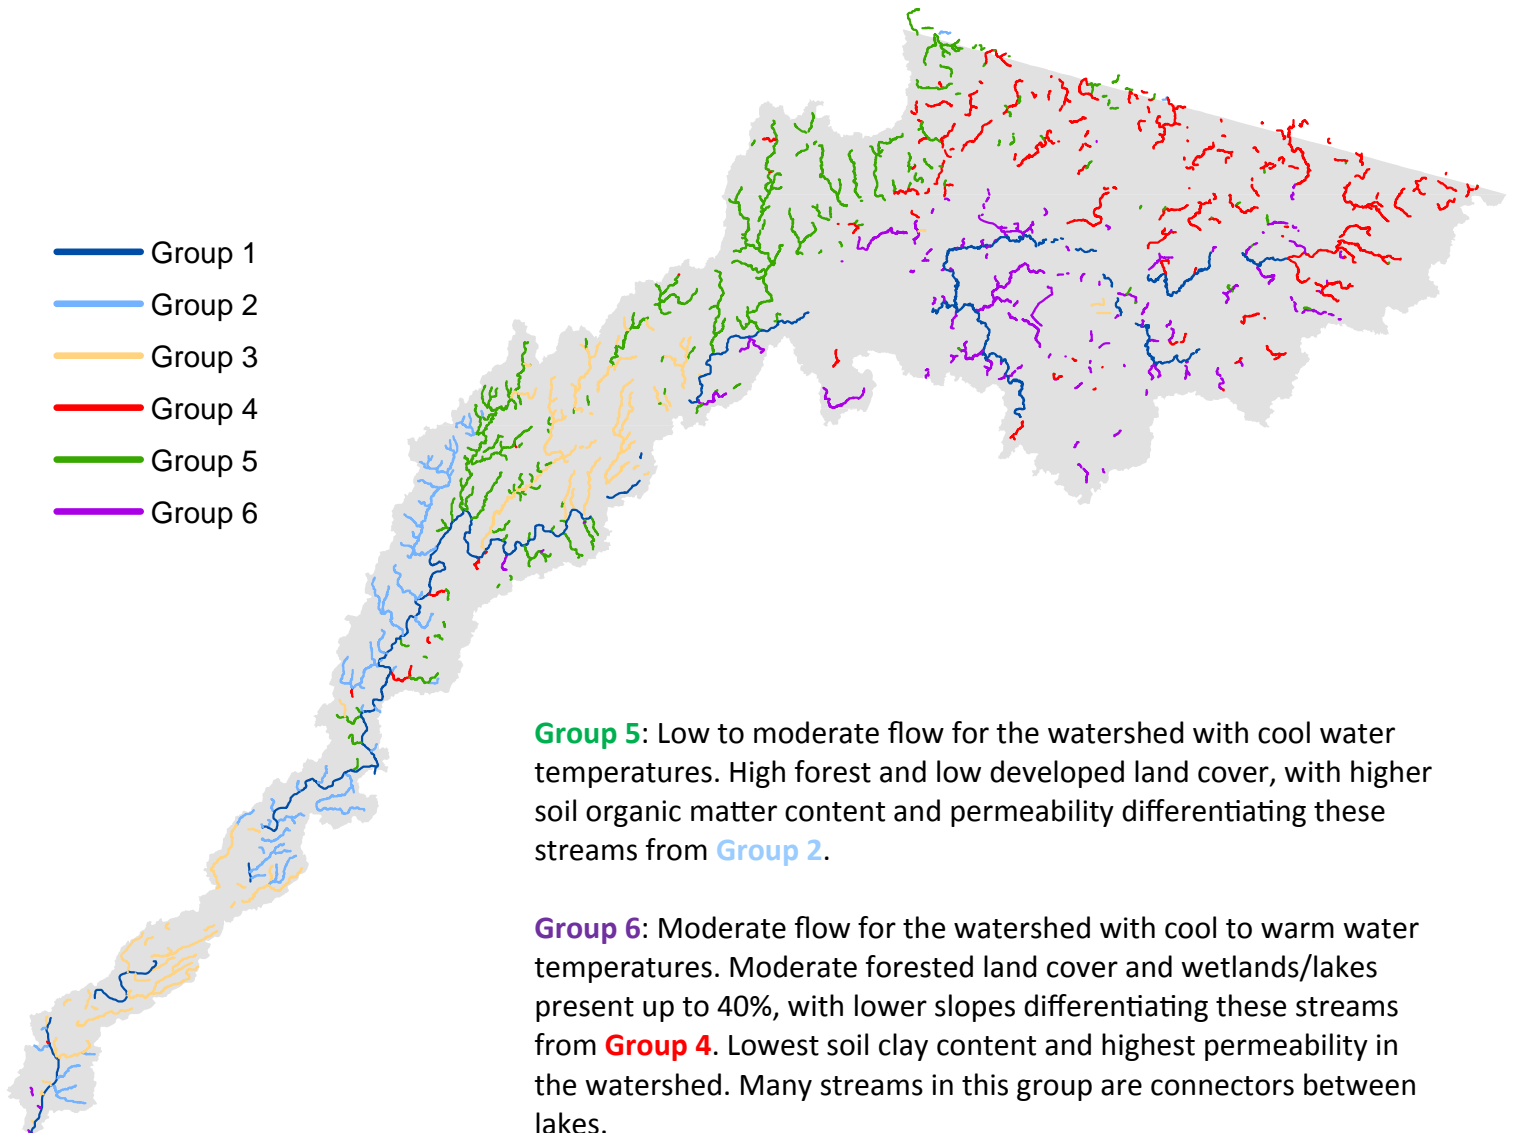 Group 1
Group 2
Group 3
Group 4
Group 5
Group 6
Group 5: Low to moderate flow for the watershed with cool water
temperatures. High forest and low developed land cover, with higher
soil organic matter content and permeability differentiating these
streams from Group 2.
Group 6: Moderate flow for the watershed with cool to warm water
temperatures. Moderate forested land cover and wetlands/lakes
present up to 40%, with lower slopes differentiating these streams
from Group 4. Lowest soil clay content and highest permeability in
the watershed. Many streams in this group are connectors between
lakes.